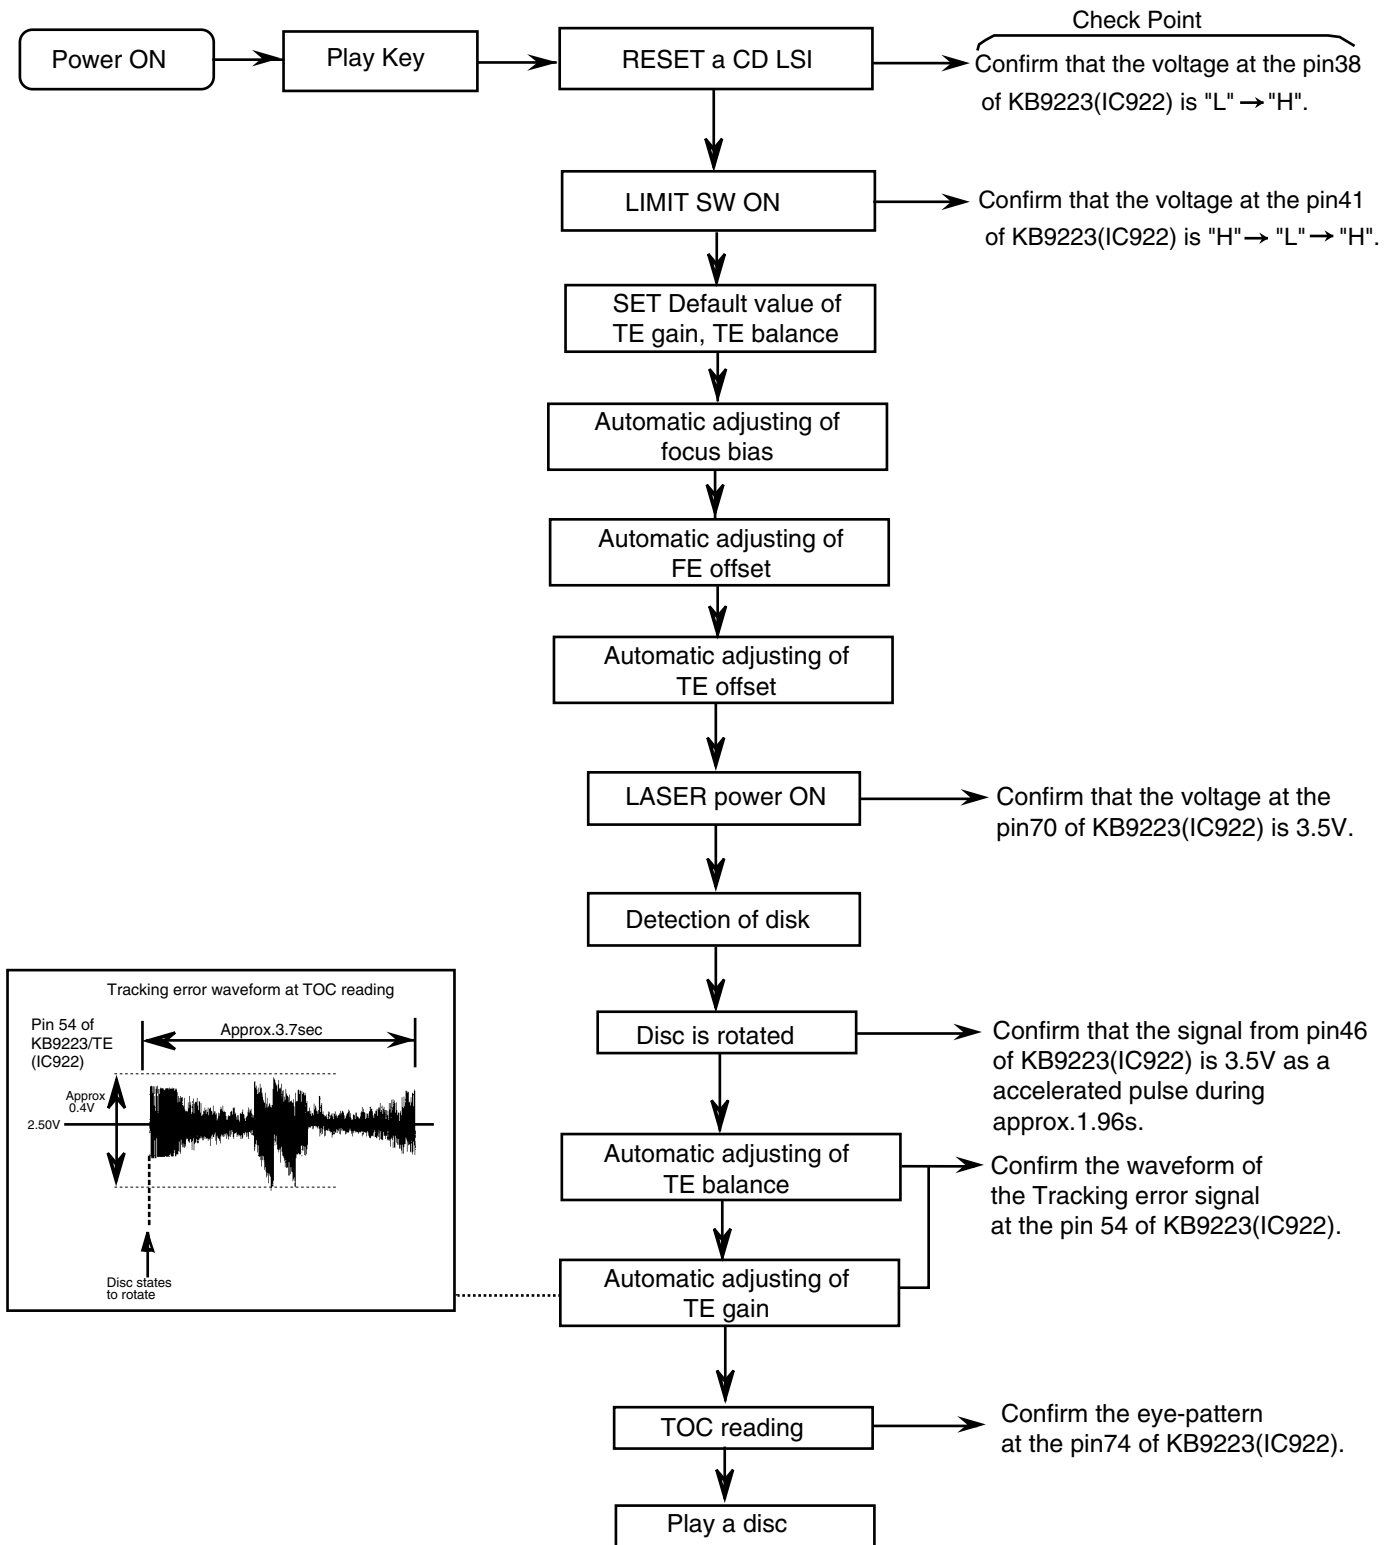 Check Point
Power ON
Play Key
RESET a CD LSI
Confirm that the voltage at the pin38
of KB9223(IC922) is "L" → "H".
LIMIT SW ON
Confirm that the voltage at the pin41
of KB9223(IC922) is "H" → "L" → "H".
SET Default value of
TE gain, TE balance
Automatic adjusting of
focus bias
Automatic adjusting of
FE offset
Automatic adjusting of
TE offset
LASER power ON
Confirm that the voltage at the
pin70 of KB9223(IC922) is 3.5V.
Detection of disk
Disc is rotated
Confirm that the signal from pin46
of KB9223(IC922) is 3.5V as a
accelerated pulse during
approx.1.96s.
Tracking error waveform at TOC reading
Pin 54 of
KB9223/TE
(IC922)
Approx.3.7sec
Approx
0.4V
2.50V
Disc states
to rotate
Automatic adjusting of
TE balance
Confirm the waveform of
the Tracking error signal
at the pin 54 of KB9223(IC922).
Automatic adjusting of
TE gain
TOC reading
Confirm the eye-pattern
at the pin74 of KB9223(IC922).
Play a disc